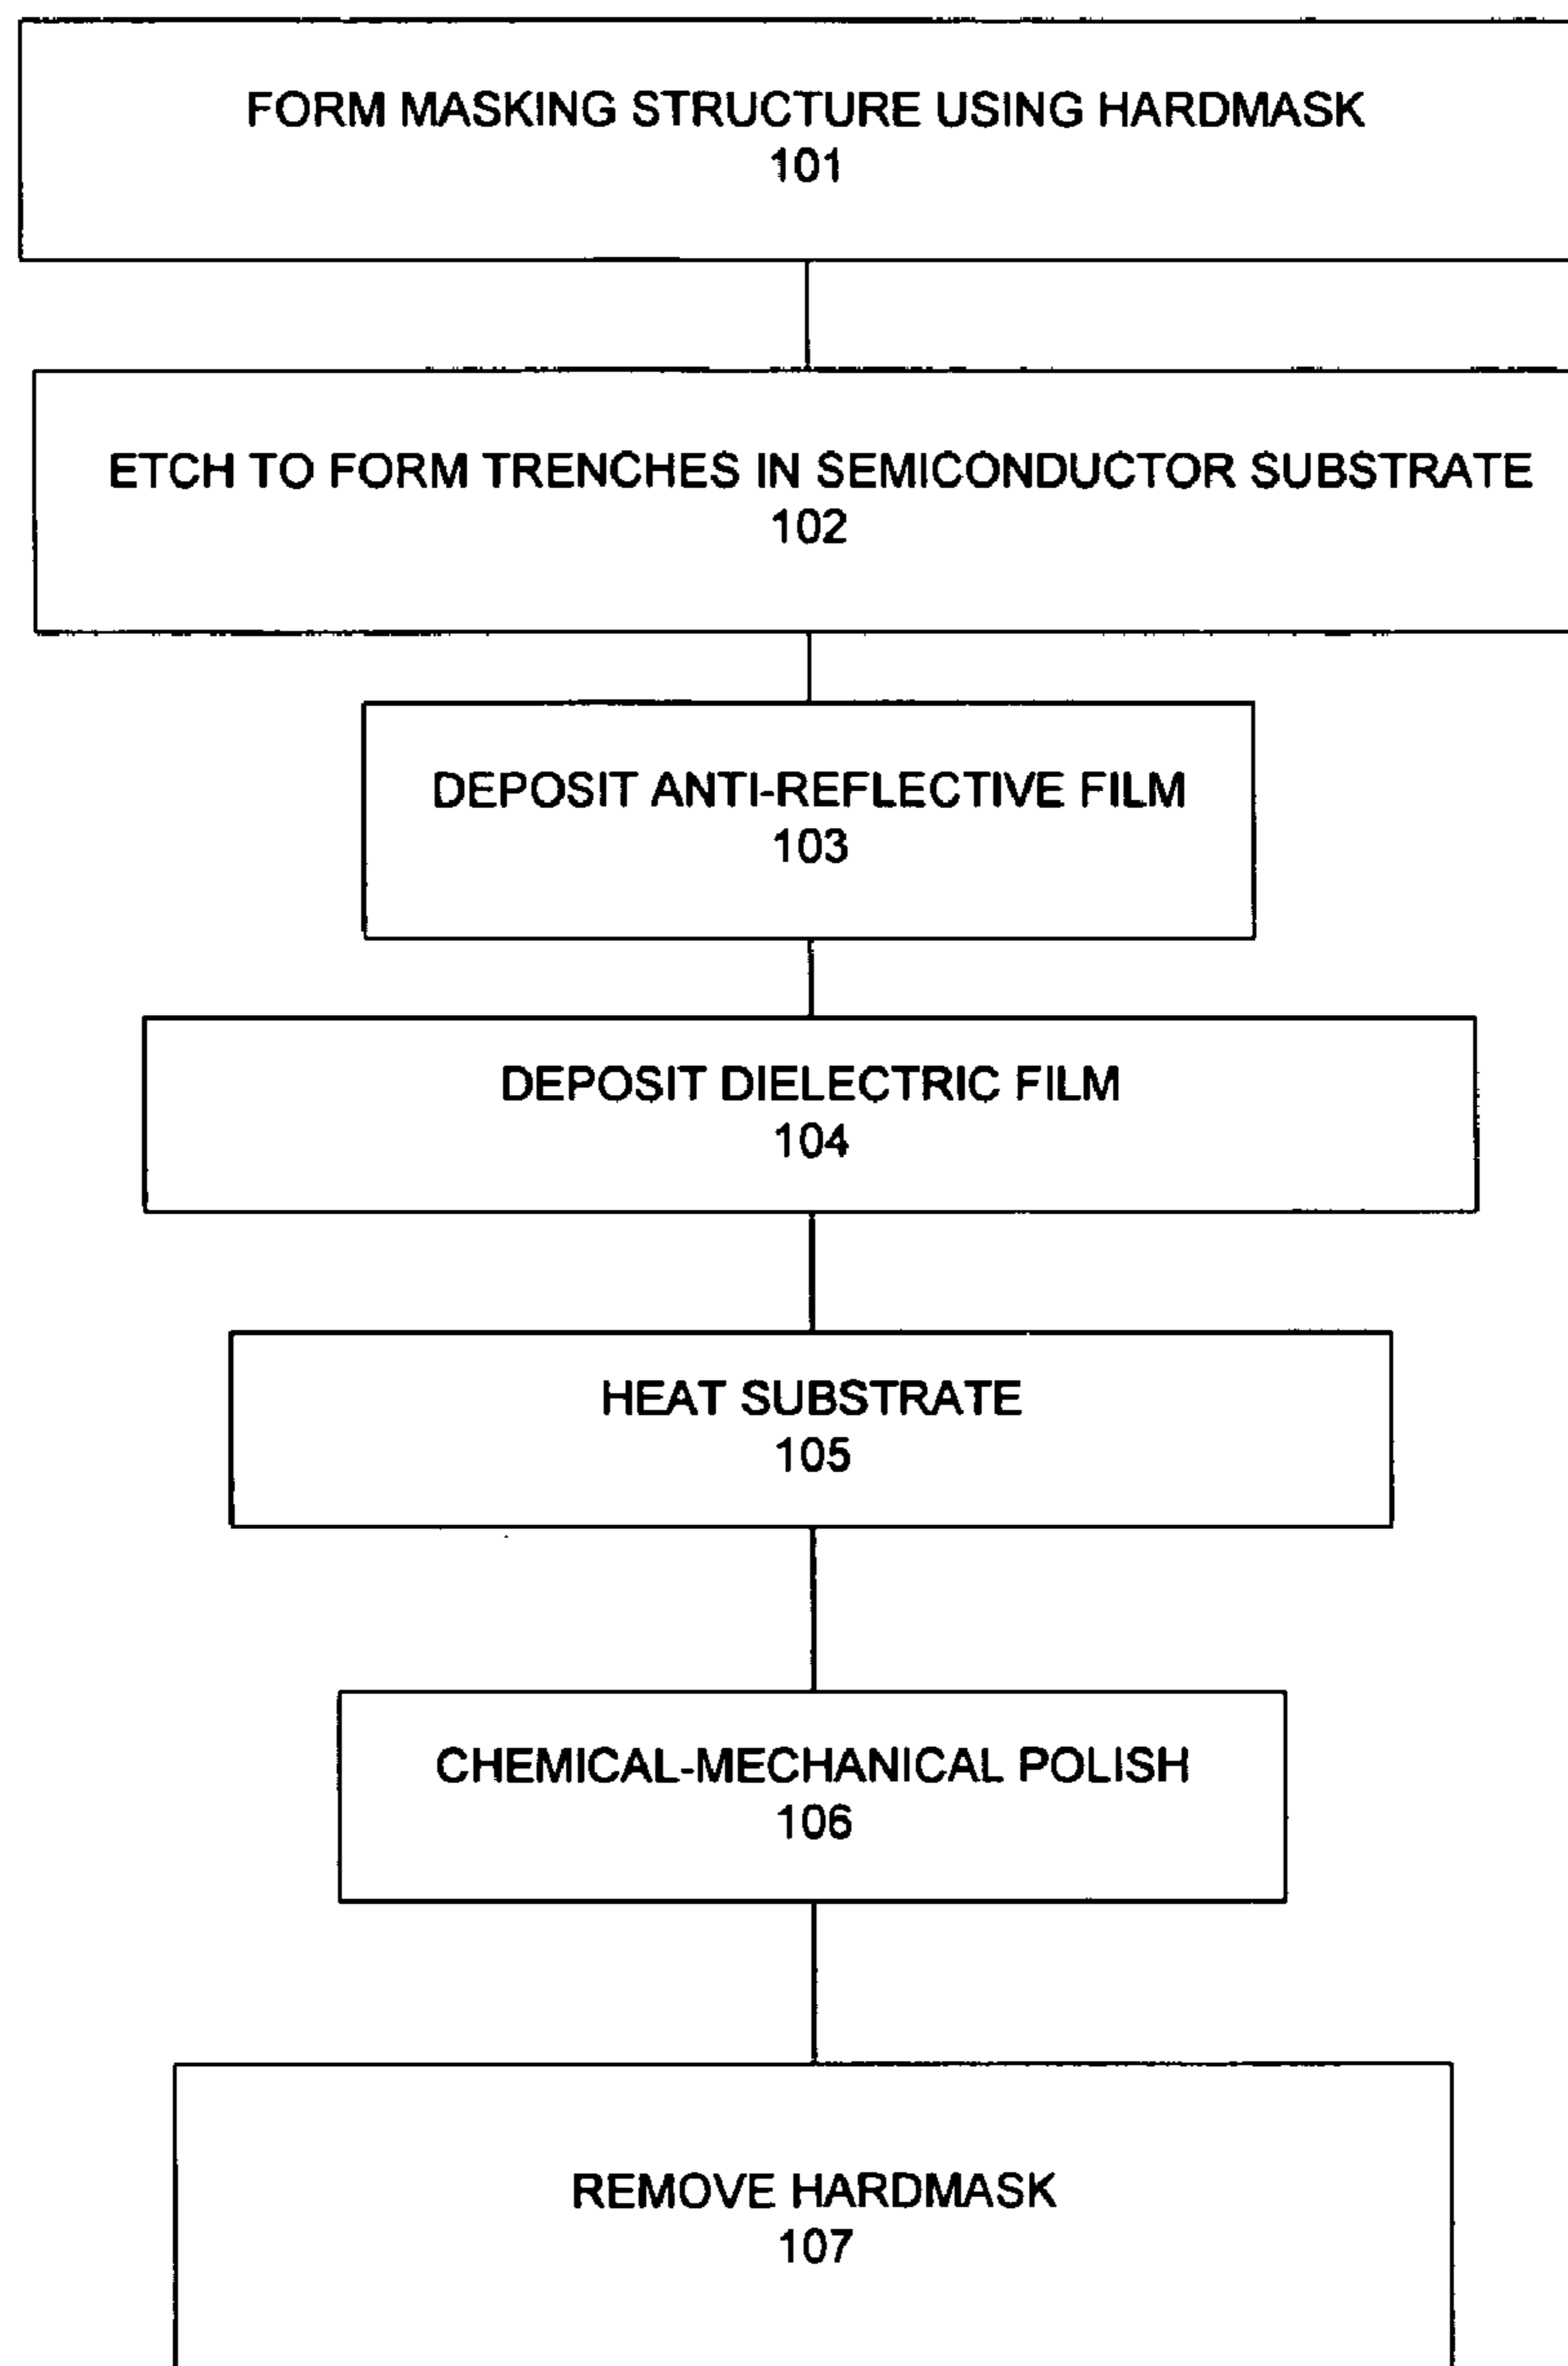 FORM MASKING STRUCTURE USING HARDMASK
101
ETCH TO FORM TRENCHES IN SEMICONDUCTOR SUBSTRATE
102
DEPOSIT ANTI-REFLECTIVE FILM
103
DEPOSIT DIELECTRIC FILM
104
HEAT SUBSTRATE
105
CHEMICAL-MECHANICAL POLISH
106
REMOVE HARDMASK
107